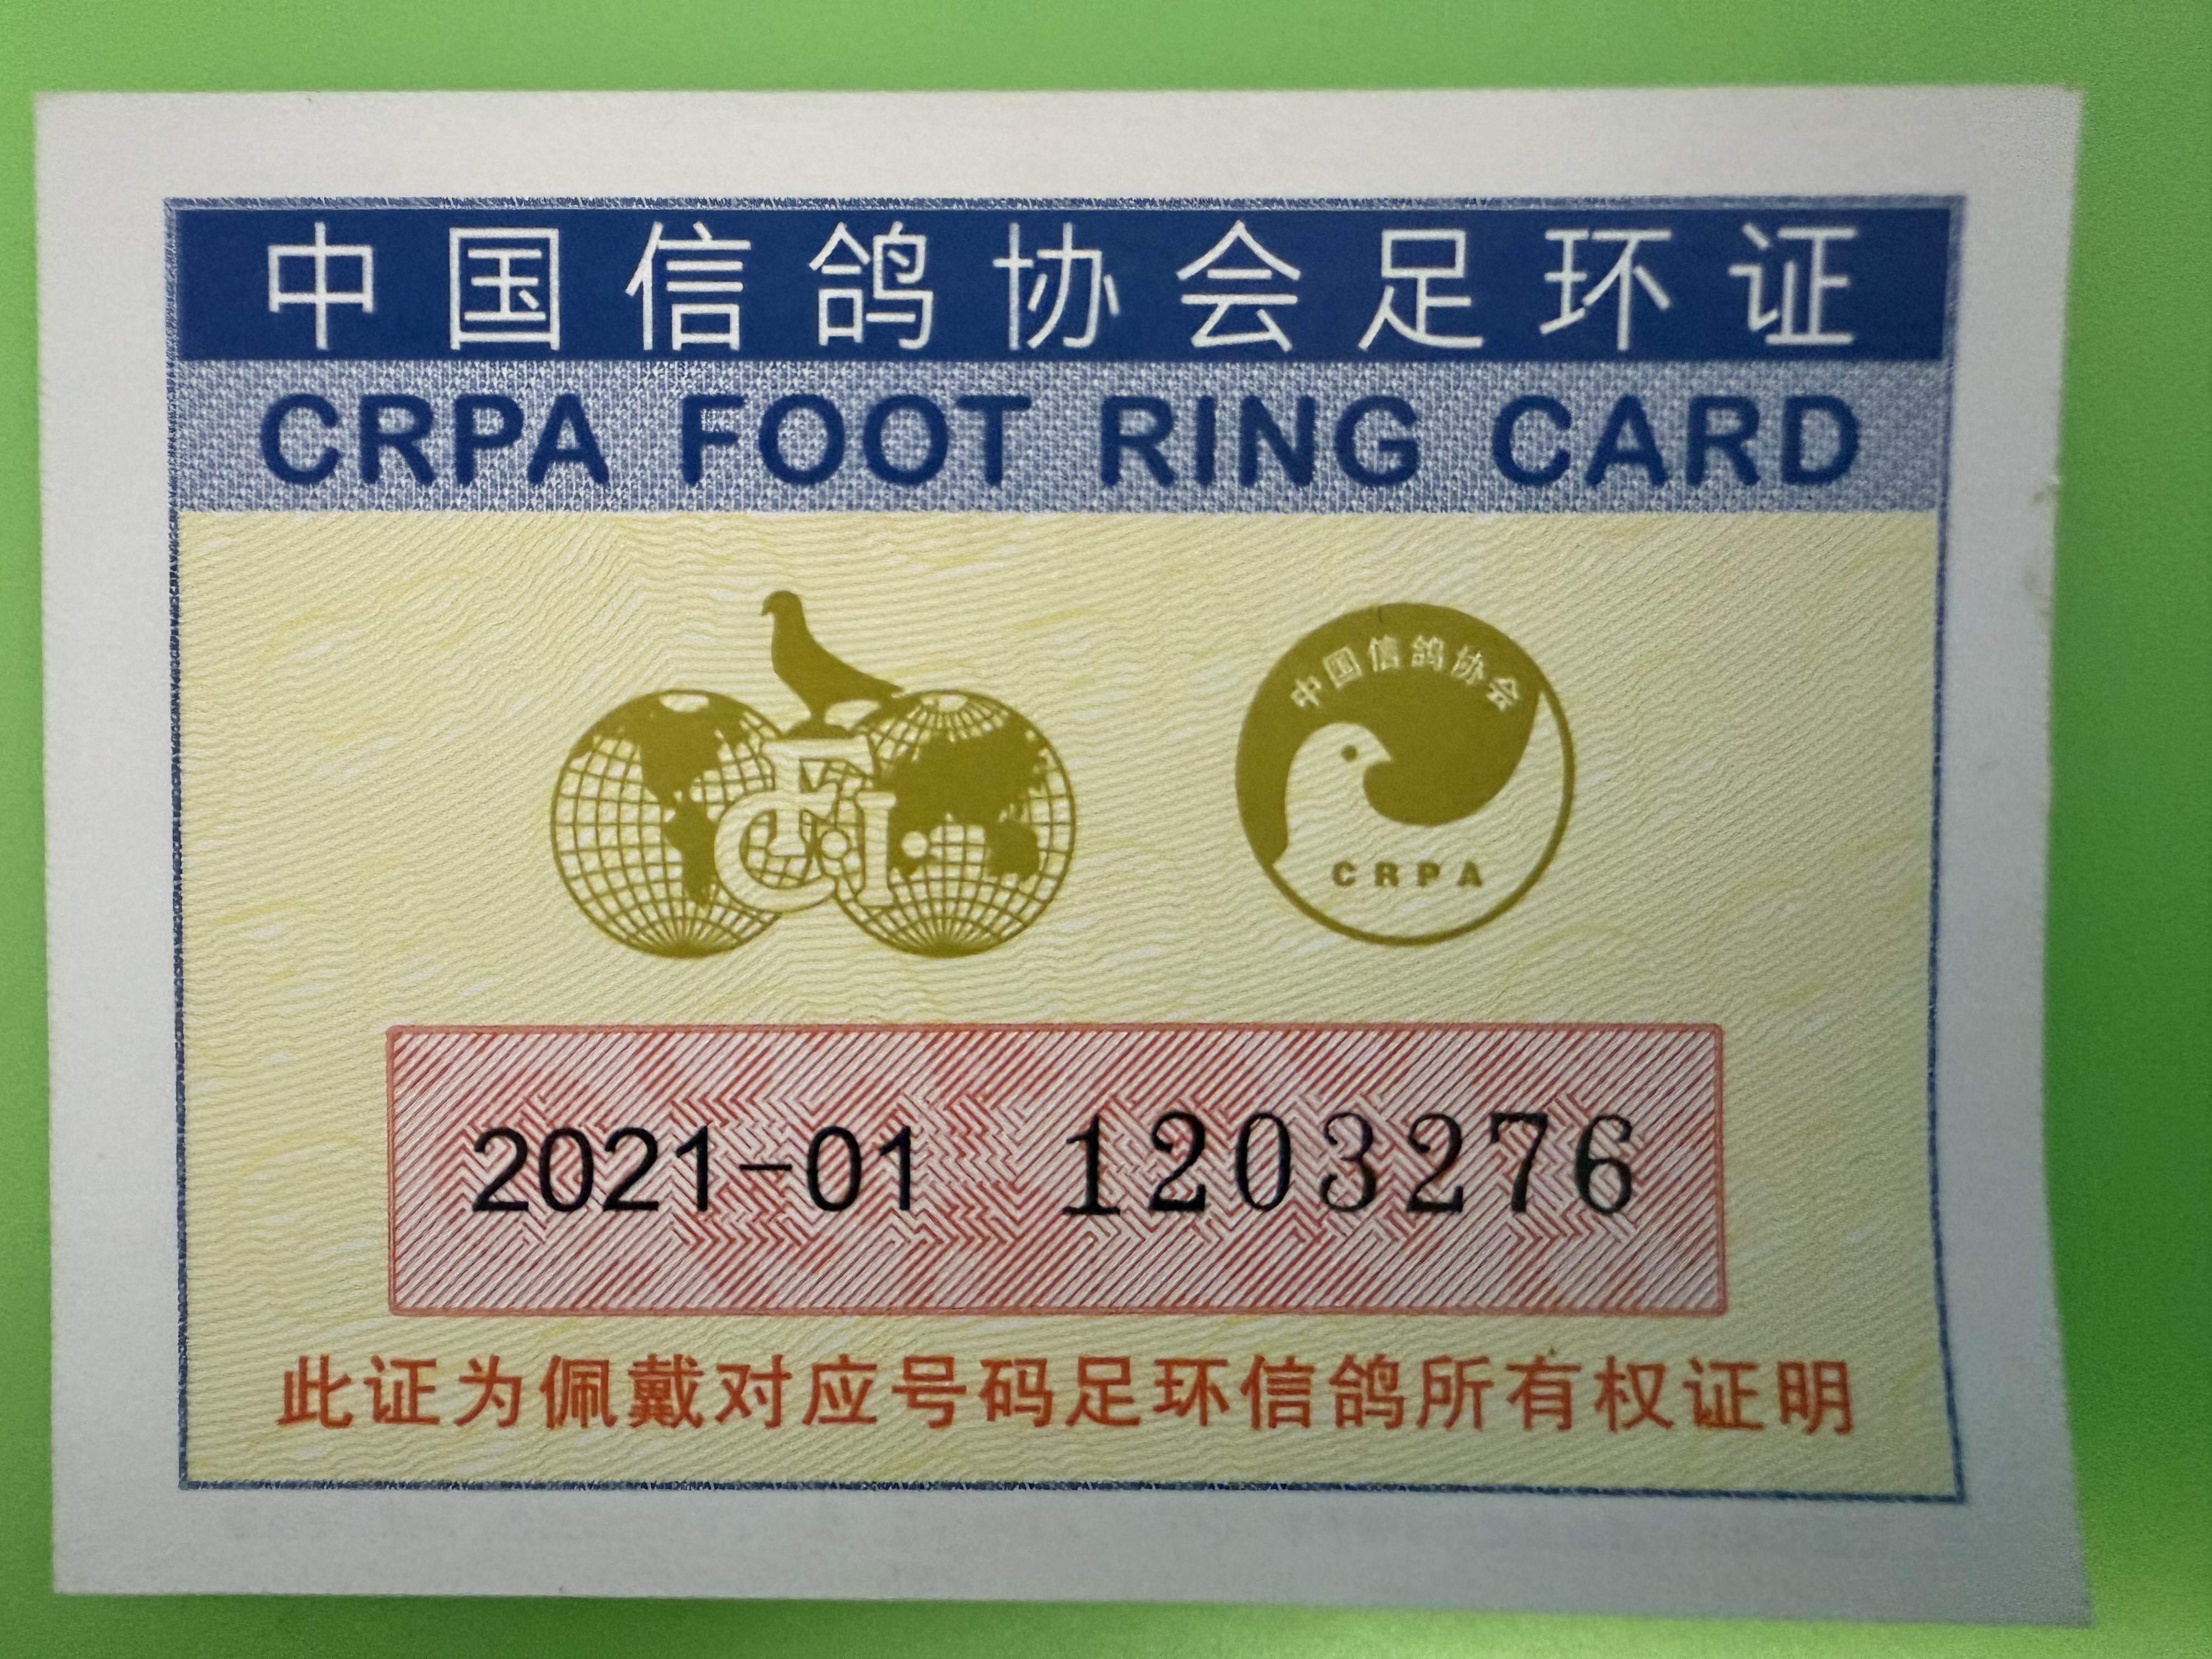 中国信鸽协会足环证
CRPA FOOT RING CARD
FCI
中国信鸽协会
CRPA
2021-01 1203276
此证为佩戴对应号码足环信鸽所有权证明